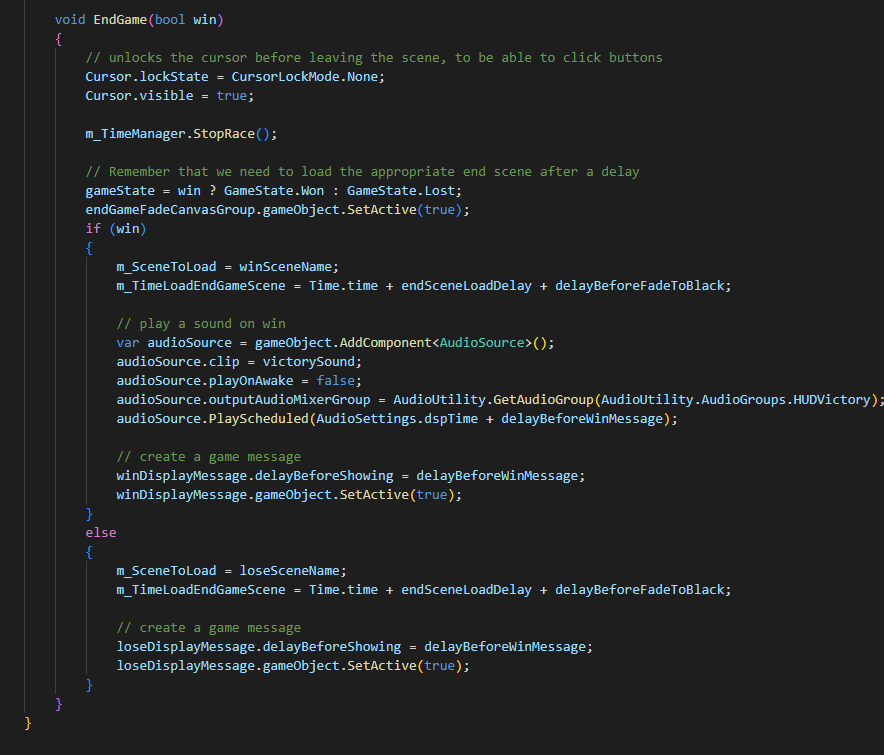 void EndGame(bool win)
{
// unlocks the cursor before leaving the scene, to be able to click buttons
Cursor.lockState = CursorLockMode.None;
Cursor.visible = true;
m_TimeManager.StopRace();
// Remember that we need to load the appropriate end scene after a delay
gameState = win ? GameState.Won : GameState.Lost;
endGameFadeCanvasGroup.gameObject.SetActive(true);
if (win)
{
m_SceneToLoad = winSceneName;
m_TimeLoadEndGameScene = Time.time + endSceneLoadDelay + delayBeforeFadeToBlack;
// play a sound on win
var audioSource = gameObject.AddComponent<AudioSource>();
audioSource.clip = victorySound;
audioSource.playOnAwake = false;
audioSource.outputAudioMixerGroup = AudioUtility.GetAudioGroup(AudioUtility.AudioGroups.HUDVictory);
audioSource.PlayScheduled(AudioSettings.dspTime + delayBeforeWinMessage);
// create a game message
winDisplayMessage.delayBeforeShowing = delayBeforeWinMessage;
winDisplayMessage.gameObject.SetActive(true);
}
else
{
m_SceneToLoad = loseSceneName;
m_TimeLoadEndGameScene = Time.time + endSceneLoadDelay + delayBeforeFadeToBlack;
// create a game message
loseDisplayMessage.delayBeforeShowing = delayBeforeWinMessage;
loseDisplayMessage.gameObject.SetActive(true);
}
}
}